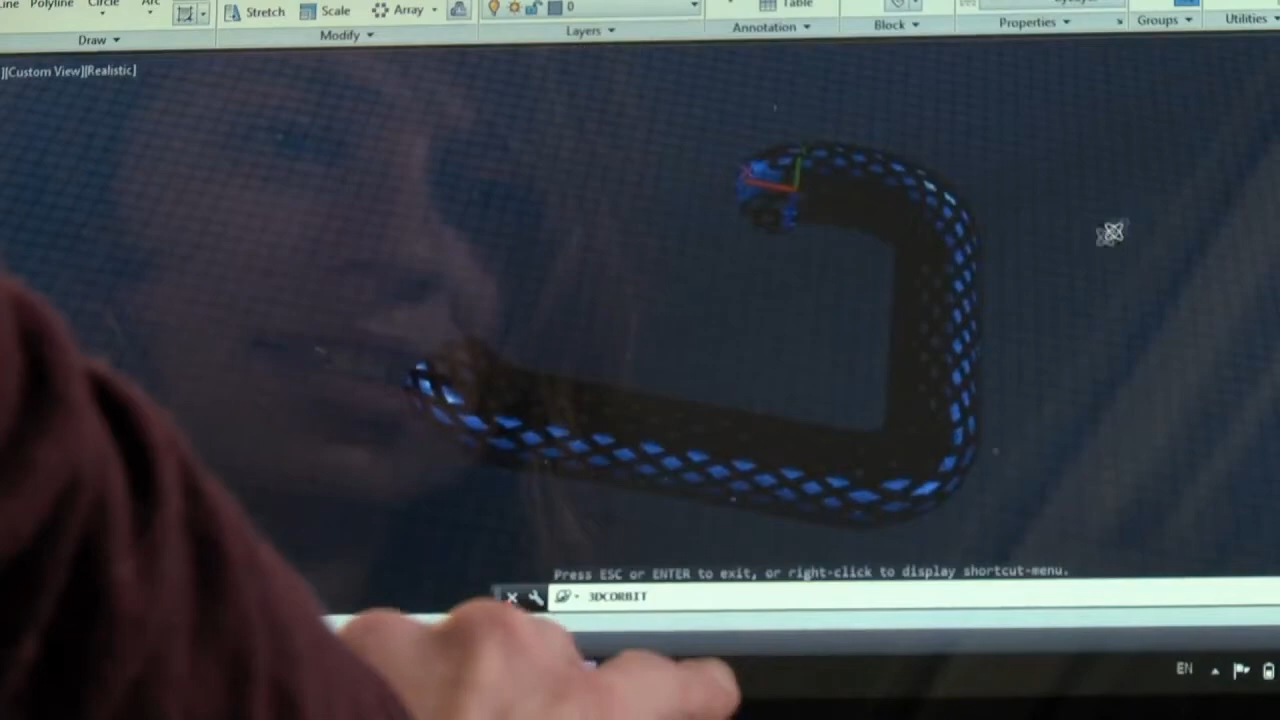 Polyline Circle Arc
Stretch Scale Array 0 Table
Draw Modify Layers Annotation Block Properties Groups Utilities
][Custom View][Realistic]
Press ESC or ENTER to exit, or right-click to display shortcut-menu.
3DCORBIT
EN